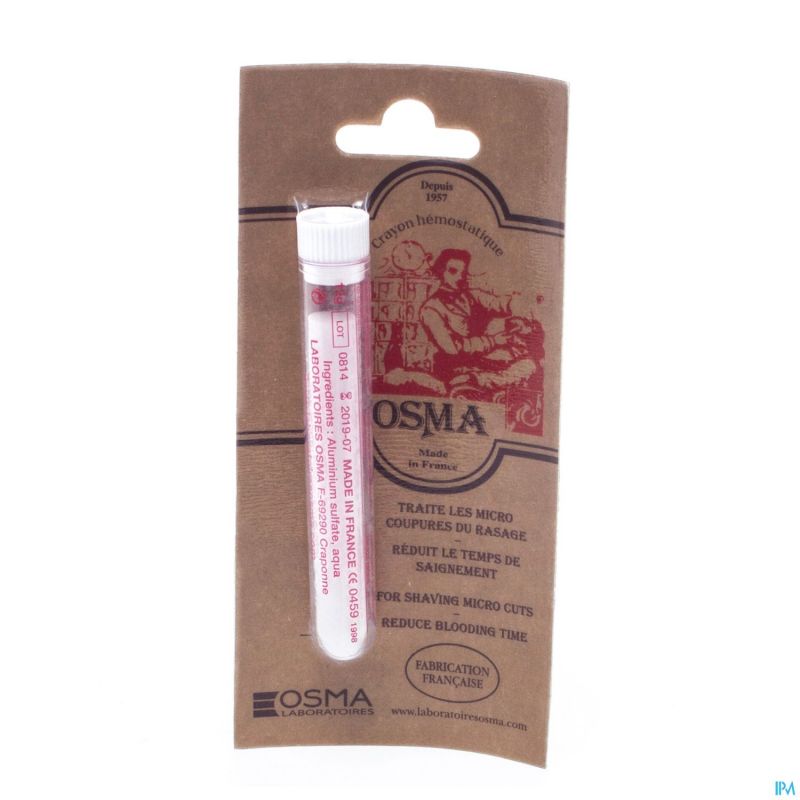 Depuis
1957
Crayon hémostatique
OSMA
Made
in France
TRAITE LES MICRO
COUPURES DU RASAGE
–
RÉDUIT LE TEMPS DE
SAIGNEMENT
FOR SHAVING MICRO CUTS
–
REDUCE BLOODING TIME
FABRICATION
FRANÇAISE
www.laboratoiresosma.com
OSMA
LABORATOIRES
LOT 0814 2019-07 MADE IN FRANCE CE 0459 1998
Ingredients : Aluminium sulfate, aqua
LABORATOIRES OSMA F-69290 Craponne
IPM